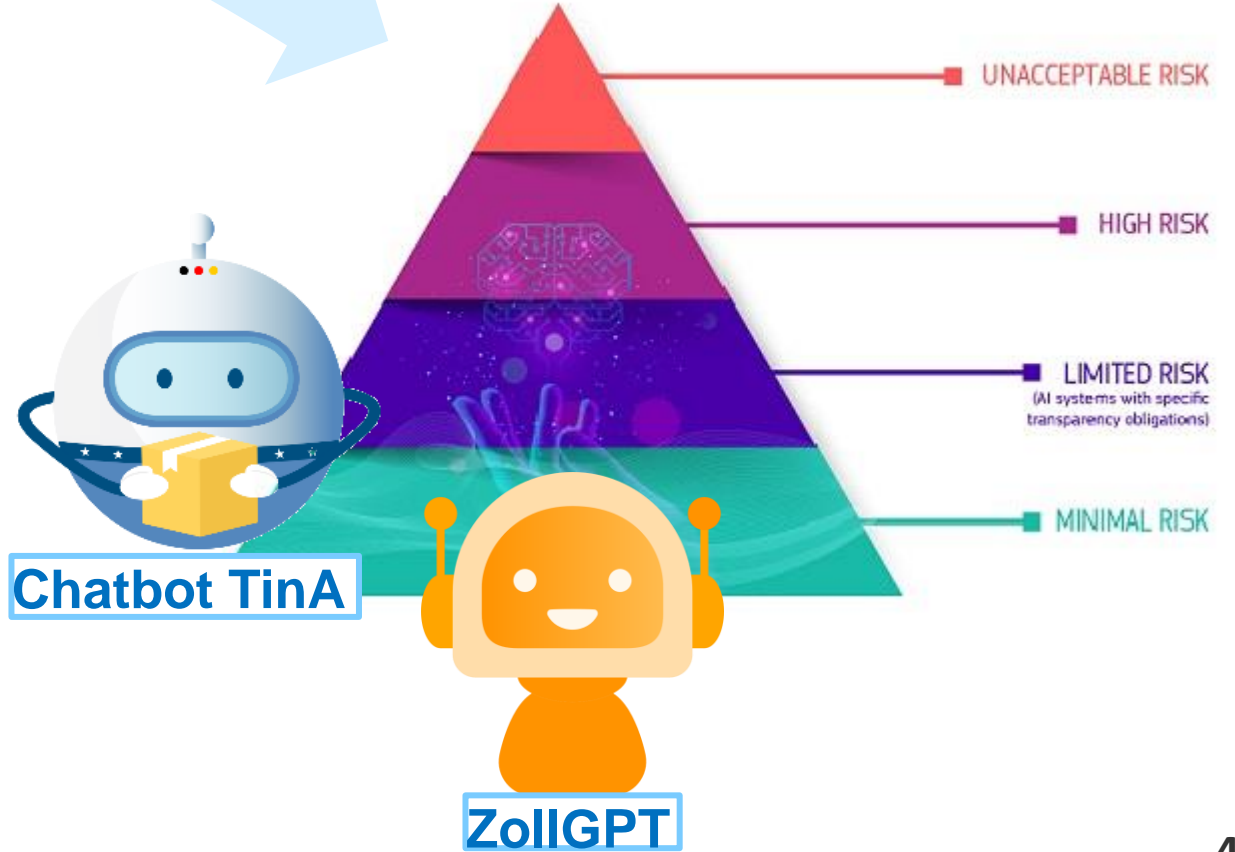 UNACCEPTABLE RISK
HIGH RISK
LIMITED RISK
(AI systems with specific
transparency obligations)
MINIMAL RISK
Chatbot TinA
ZollGPT